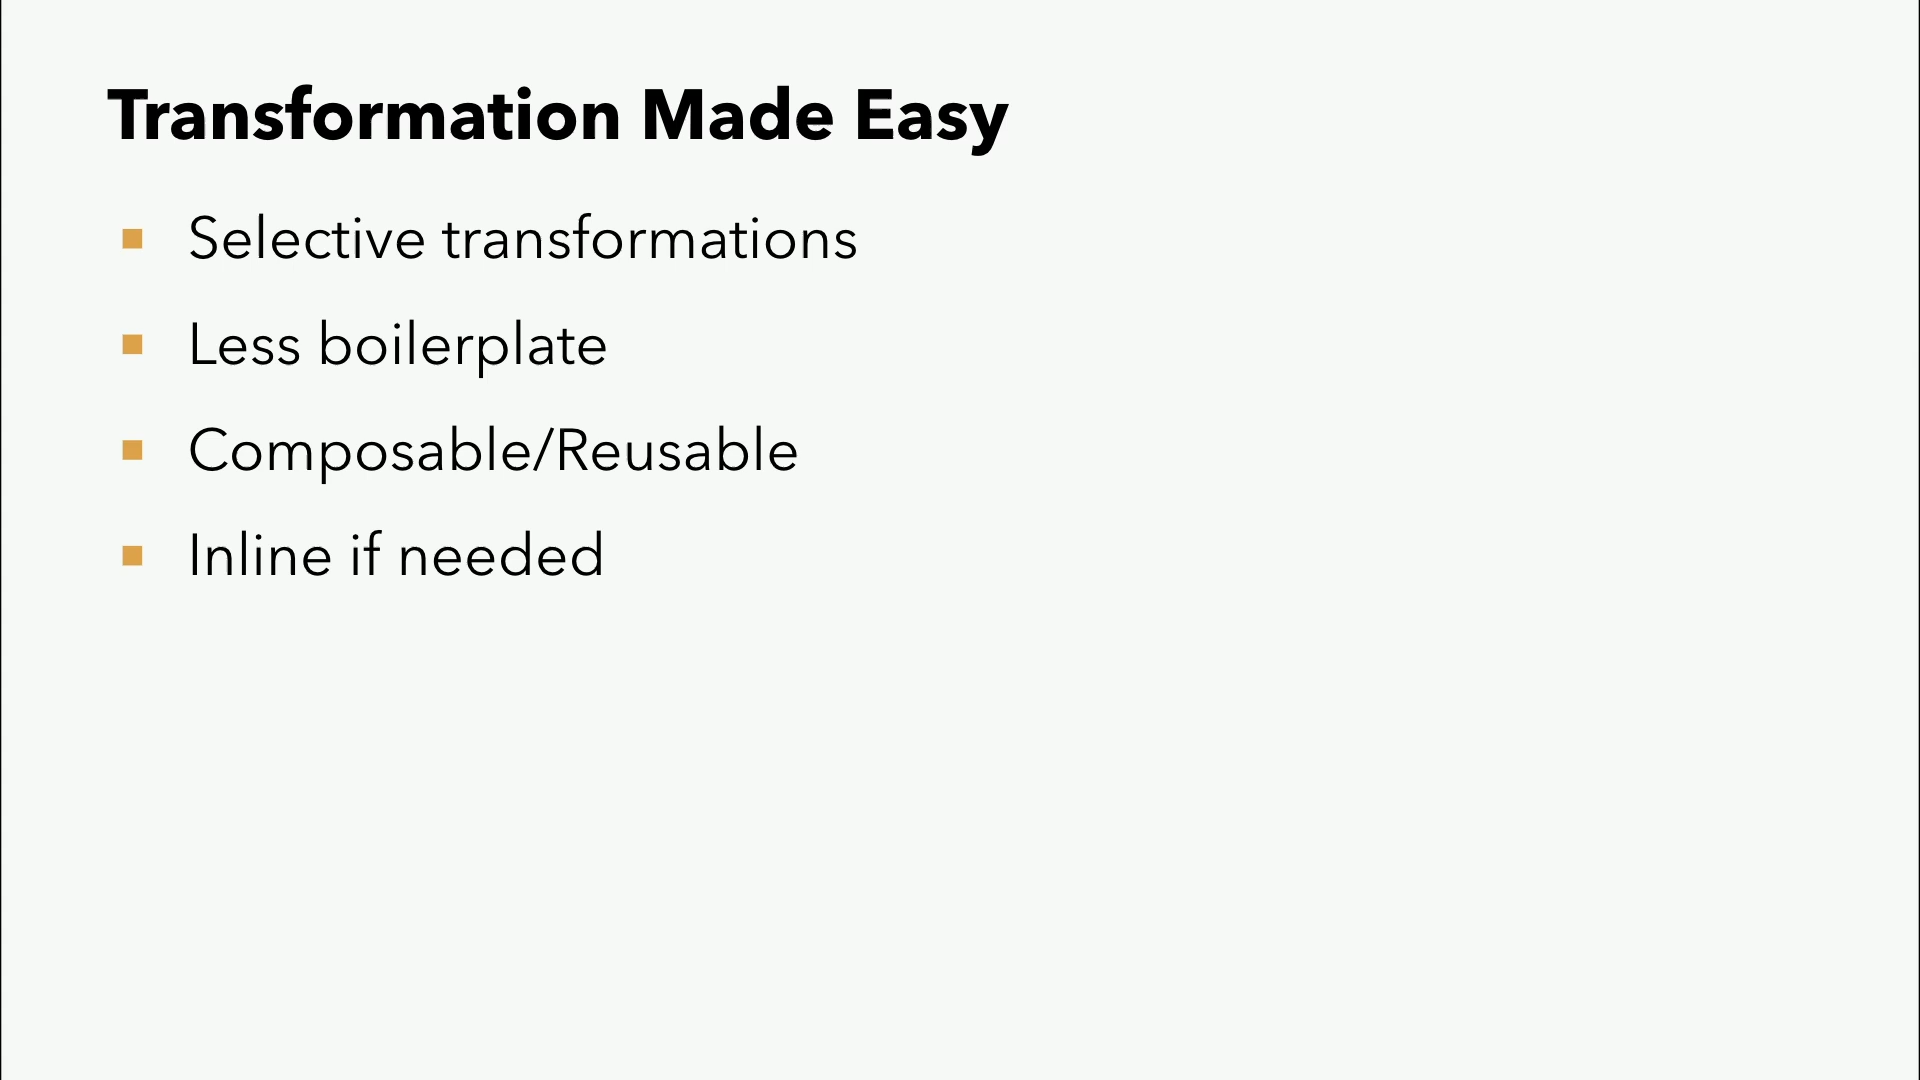 Transformation Made Easy
Selective transformations
Less boilerplate
Composable/Reusable
Inline if needed